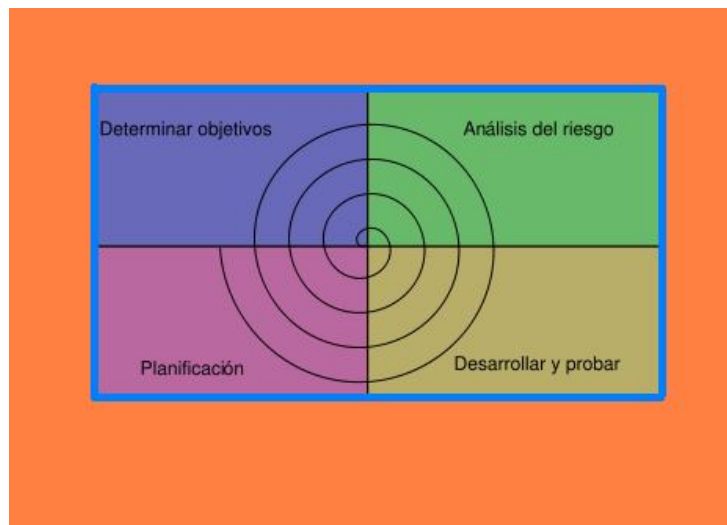 Determinar objetivos
Análisis del riesgo
Planificación
Desarrollar y probar